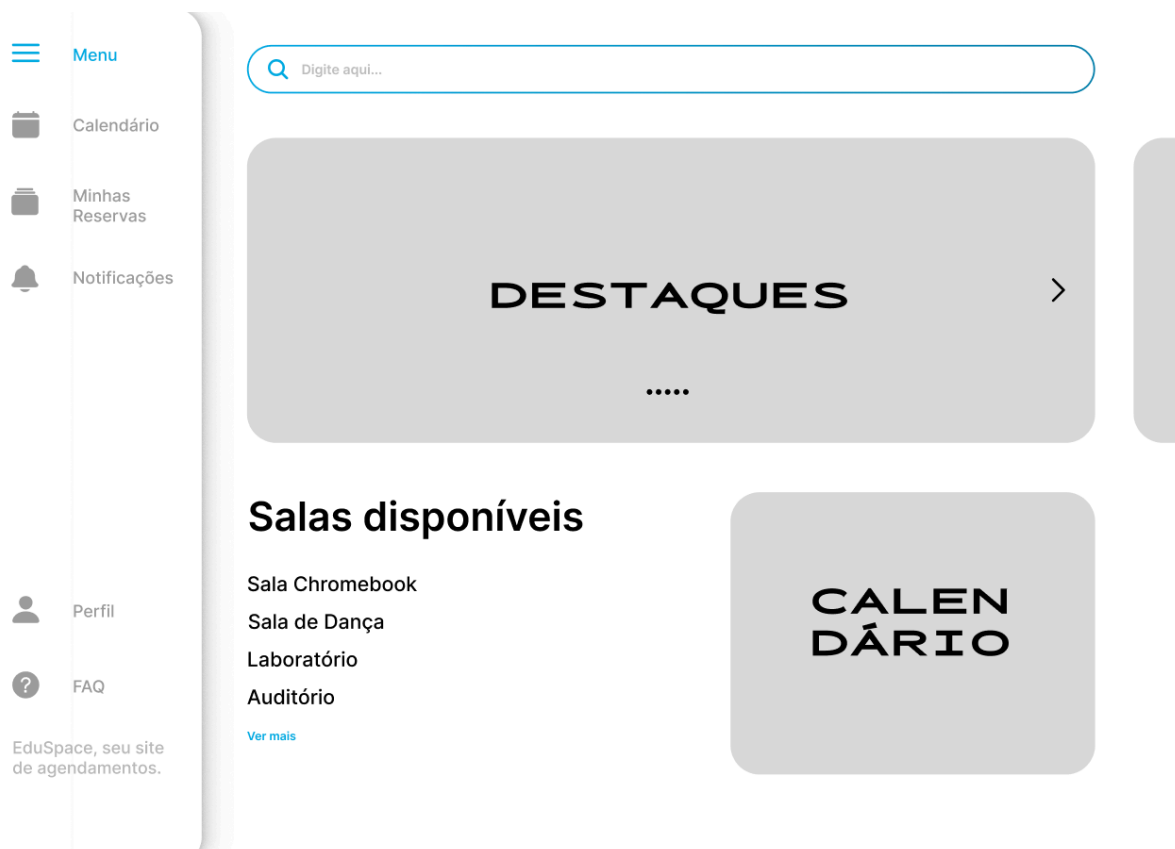 Menu
Calendário
Minhas
Reservas
Notificações
Perfil
FAQ
EduSpace, seu site
de agendamentos.
Digite aqui...
DESTAQUES
Salas disponíveis
Sala Chromebook
Sala de Dança
Laboratório
Auditório
Ver mais
CALEN
DÁRIO